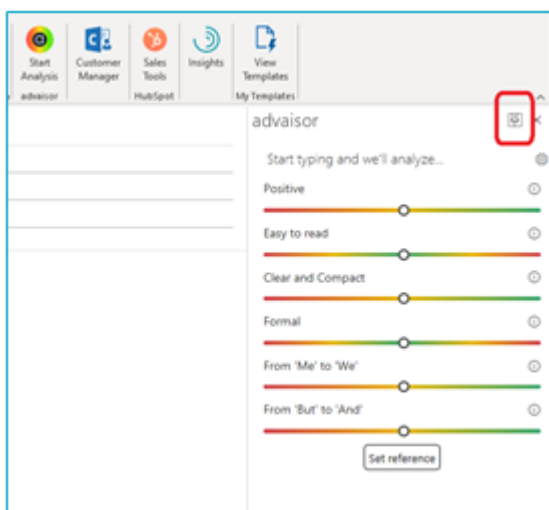 Start Customer Sales Insights View
Analysis Manager Tools Templates
advaisor HubSpot My Templates
advaisor
Start typing and we'll analyze...
Positive
Easy to read
Clear and Compact
Formal
From 'Me' to 'We'
From 'But' to 'And'
Set reference